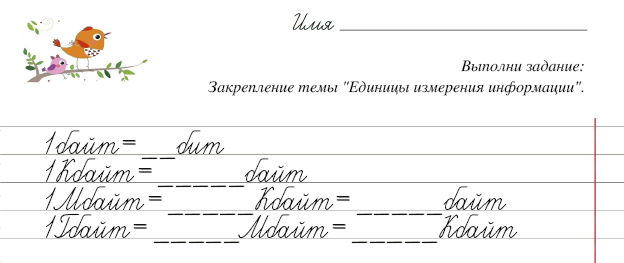 Имя ____________________
Выполни задание:
Закрепление темы "Единицы измерения информации".
1 байт = __ бит
1 Кбайт = _____ байт
1 Мбайт = _____ Кбайт = _____ байт
1 Гбайт = _____ Мбайт = _____ Кбайт